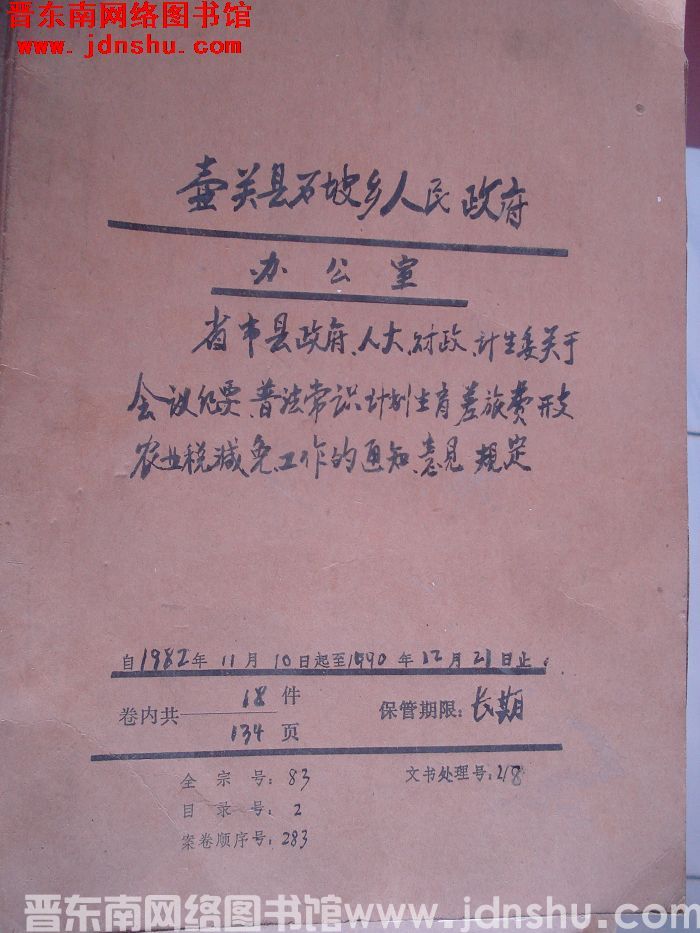 晋东南网络图书馆
www.jdnshu.com
壶关县石坡乡人民政府
办公室
省市县政府、人大、财政、计生委关于
会议纪要、普法常识计划生育差旅费开支
农业税减免工作的通知、意见 规定
自1982年11月10日起至1990年12月21日止。
卷内共 18 件 保管期限:长期
134 页
全宗号:83 文书处理号:218
目录号:2
案卷顺序号:283
晋东南网络图书馆www.jdnshu.com